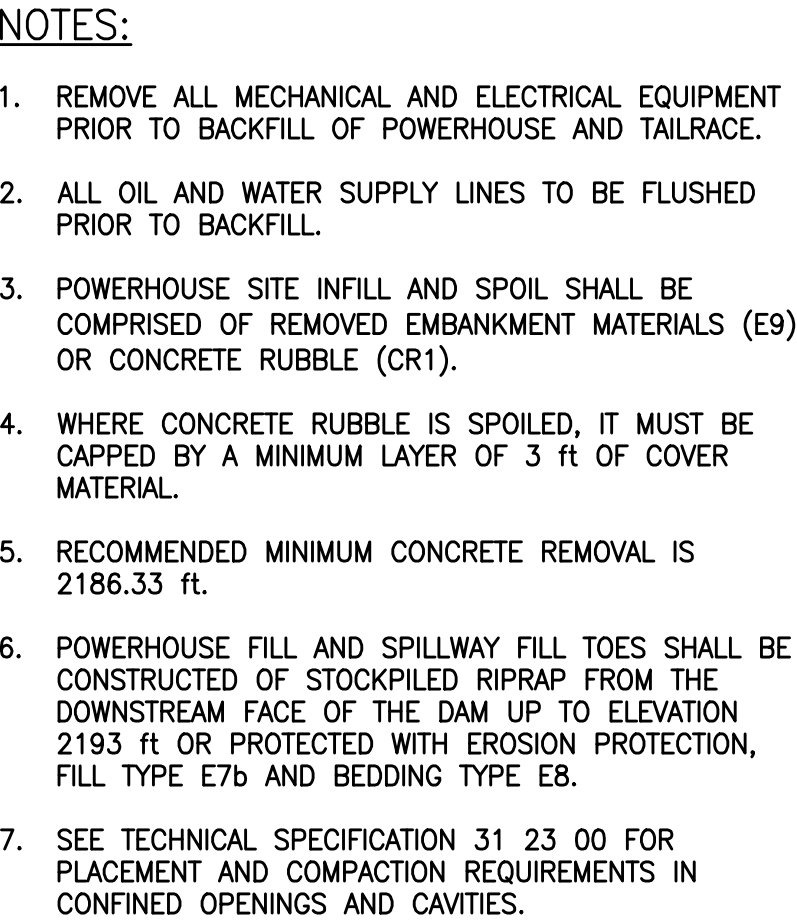 NOTES:
1. REMOVE ALL MECHANICAL AND ELECTRICAL EQUIPMENT
PRIOR TO BACKFILL OF POWERHOUSE AND TAILRACE.
2. ALL OIL AND WATER SUPPLY LINES TO BE FLUSHED
PRIOR TO BACKFILL.
3. POWERHOUSE SITE INFILL AND SPOIL SHALL BE
COMPRISED OF REMOVED EMBANKMENT MATERIALS (E9)
OR CONCRETE RUBBLE (CR1).
4. WHERE CONCRETE RUBBLE IS SPOILED, IT MUST BE
CAPPED BY A MINIMUM LAYER OF 3 ft OF COVER
MATERIAL.
5. RECOMMENDED MINIMUM CONCRETE REMOVAL IS
2186.33 ft.
6. POWERHOUSE FILL AND SPILLWAY FILL TOES SHALL BE
CONSTRUCTED OF STOCKPILED RIPRAP FROM THE
DOWNSTREAM FACE OF THE DAM UP TO ELEVATION
2193 ft OR PROTECTED WITH EROSION PROTECTION,
FILL TYPE E7b AND BEDDING TYPE E8.
7. SEE TECHNICAL SPECIFICATION 31 23 00 FOR
PLACEMENT AND COMPACTION REQUIREMENTS IN
CONFINED OPENINGS AND CAVITIES.